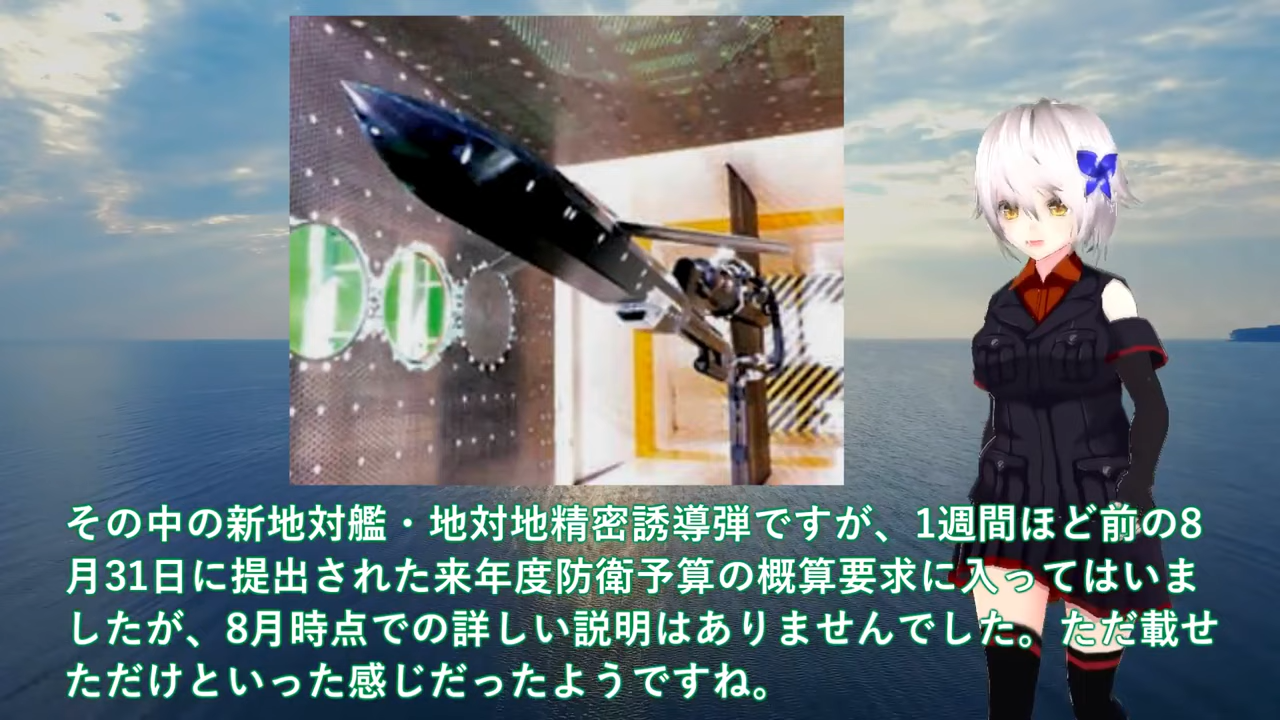 その中の新地対艦・地対地精密誘導弾ですが、1週間ほど前の8
月31日に提出された来年度防衛予算の概算要求に入ってはいま
したが、8月時点での詳しい説明はありませんでした。ただ載せ
ただけといった感じだったようですね。